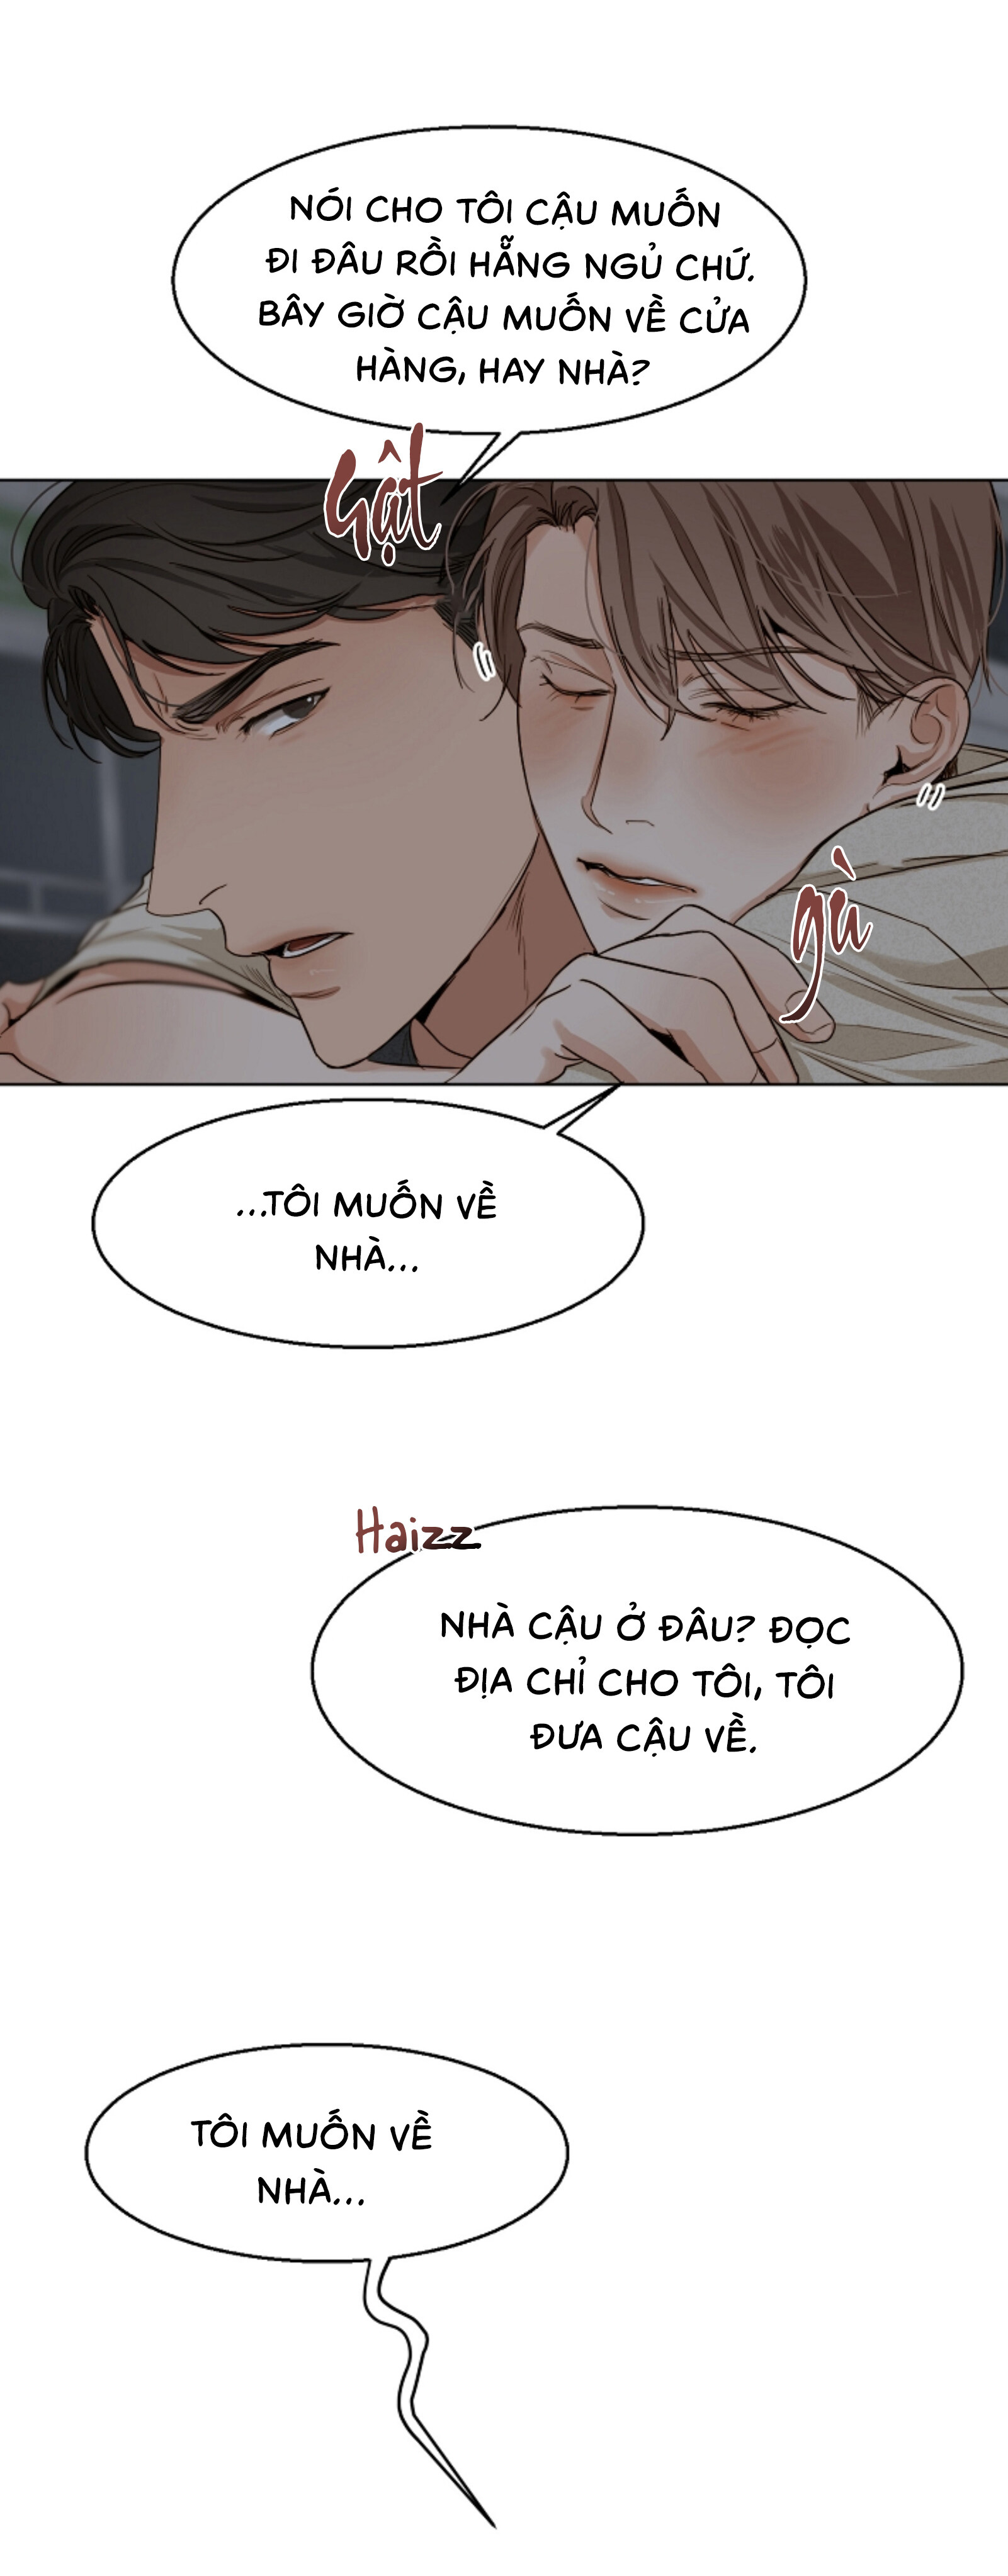 NÓI CHO TÔI CẬU MUỐN
ĐI ĐÂU RỒI HẴNG NGỦ CHỨ.
BÂY GIỜ CẬU MUỐN VỀ CỬA
HÀNG, HAY NHÀ?
gật
gù
...TÔI MUỐN VỀ
NHÀ...
Haizz
NHÀ CẬU Ở ĐÂU? ĐỌC
ĐỊA CHỈ CHO TÔI, TÔI
ĐƯA CẬU VỀ.
TÔI MUỐN VỀ
NHÀ...